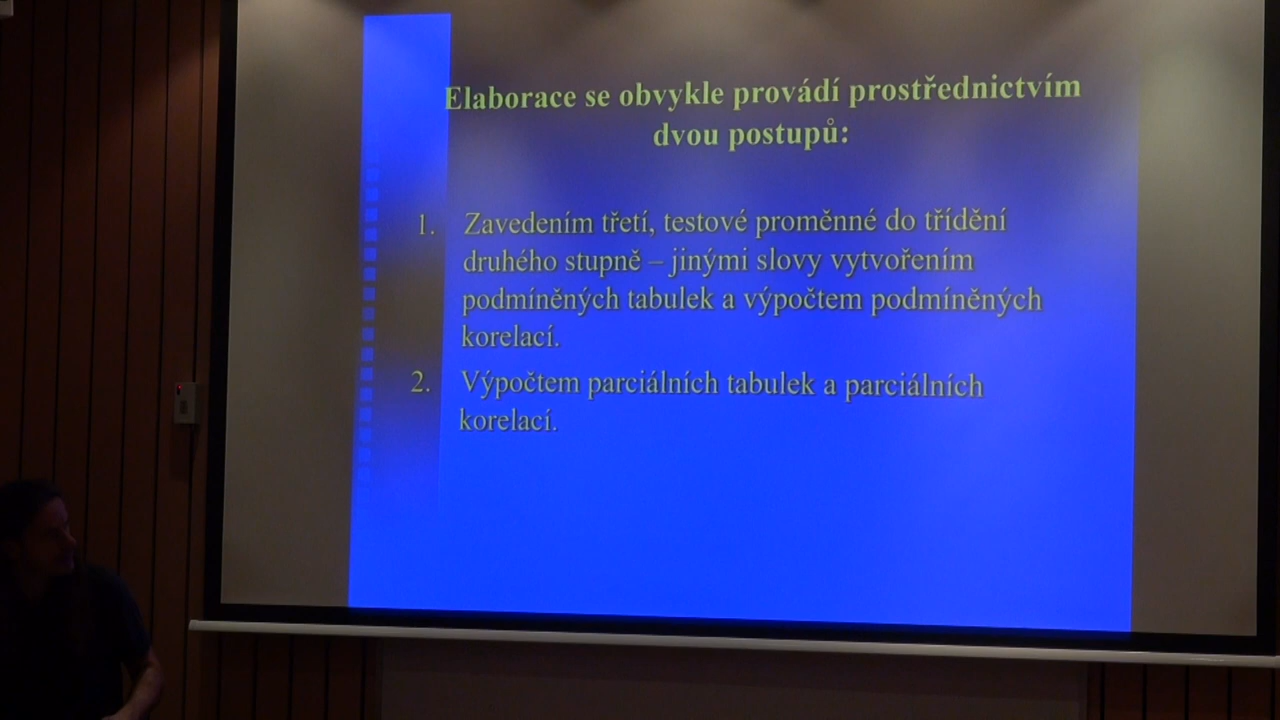 Elaborace se obvykle provádí prostřednictvím
dvou postupů:
1. Zavedením třetí, testové proměnné do třídění
druhého stupně – jinými slovy vytvořením
podmíněných tabulek a výpočtem podmíněných
korelací.
2. Výpočtem parciálních tabulek a parciálních
korelací.